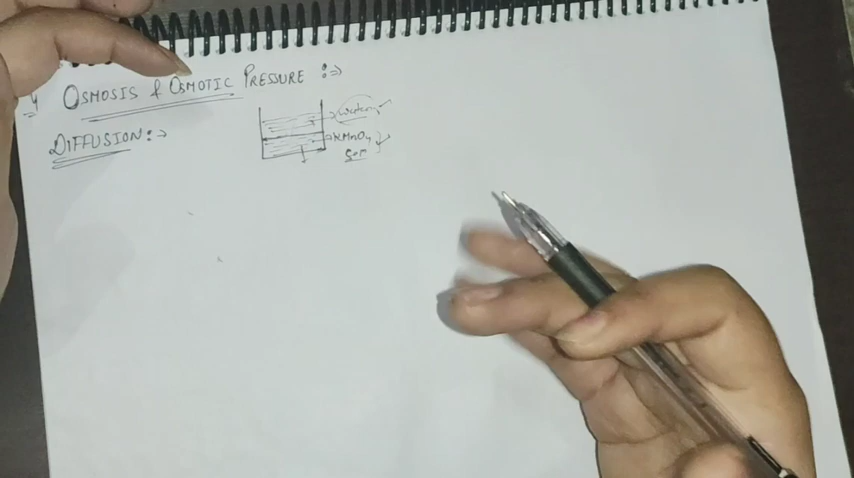 4 OSMOSIS & OSMOTIC PRESSURE :→
DIFFUSION :→
water
KMnO4
Soln